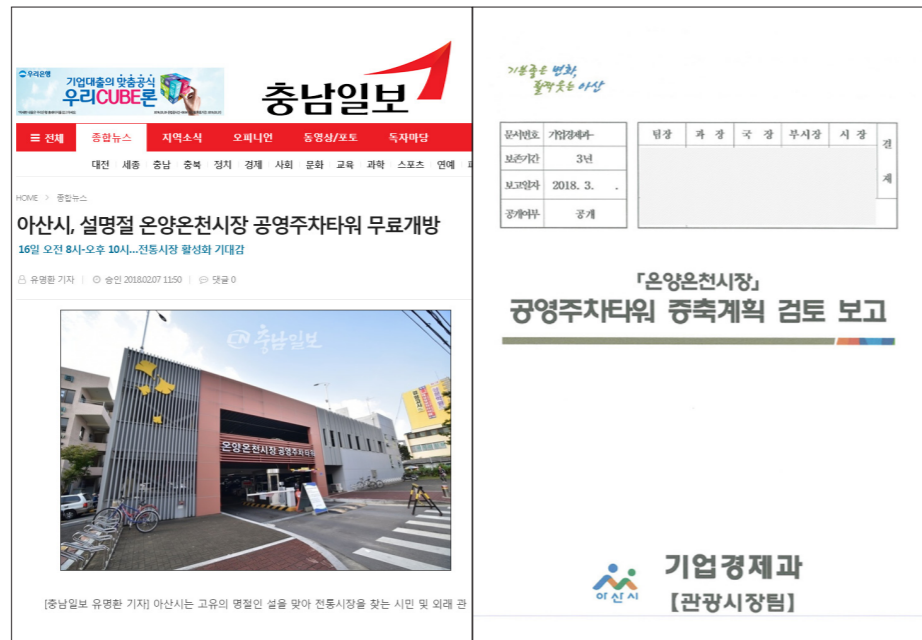 우리은행
기업대출의 맞춤공식
우리CUBE론
충남일보
전체 종합뉴스 지역소식 오피니언 동영상/포토 독자마당
대전 세종 충남 충북 정치 경제 사회 문화 교육 과학 스포츠 연예
HOME > 종합뉴스
아산시, 설명절 온양온천시장 공영주차타워 무료개방
16일 오전 8시-오후 10시...전통시장 활성화 기대감
유명환 기자 승인 2018.02.07 11:50 댓글 0
충남일보
온양온천시장공영주차타워
[충남일보 유명환 기자] 아산시는 고유의 명절인 설을 맞아 전통시장을 찾는 시민 및 외래 관
기분좋은 변화,
활짝웃는 아산
문서번호 기업경제과-
보존기간 3년
보고일자 2018. 3. .
공개여부 공개
팀장 과 장 국 장 부시장 시 장 결재
「온양온천시장」
공영주차타워 증축계획 검토 보고
아산시
기업경제과
【관광시장팀】